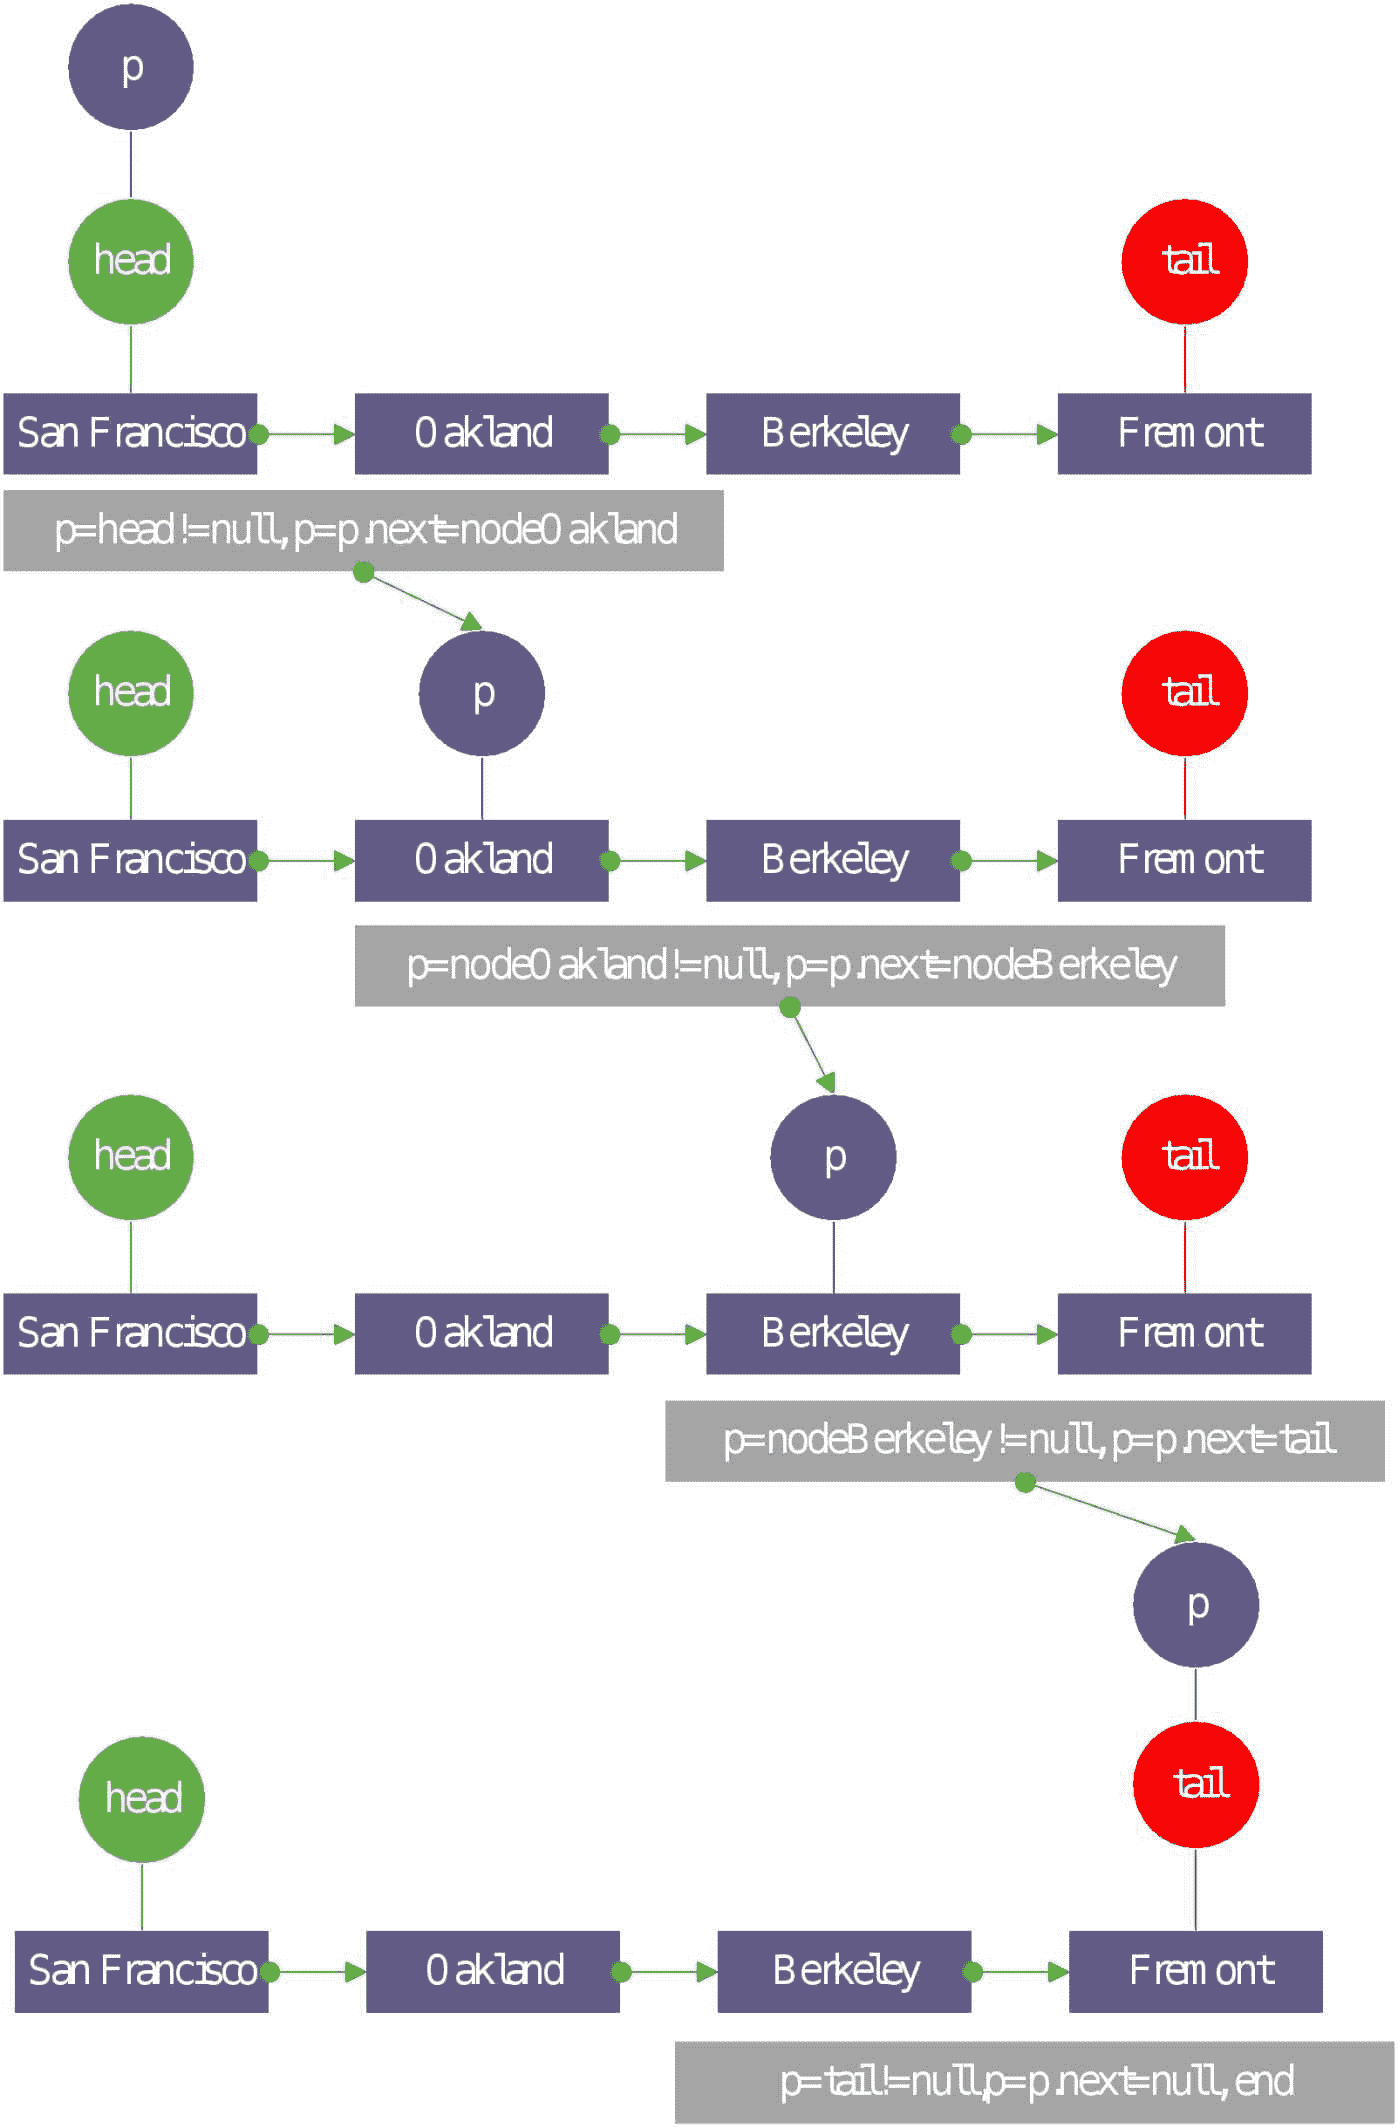 p
head
tail
San Francisco Oakland Berkeley Fremont
p=head!=null,p=p.next=nodeOakland
head p tail
San Francisco Oakland Berkeley Fremont
p=nodeOakland!=null,p=p.next=nodeBerkeley
head p tail
San Francisco Oakland Berkeley Fremont
p=nodeBerkeley!=null,p=p.next=tail
p
head tail
San Francisco Oakland Berkeley Fremont
p=tail!=null,p=p.next=null,end